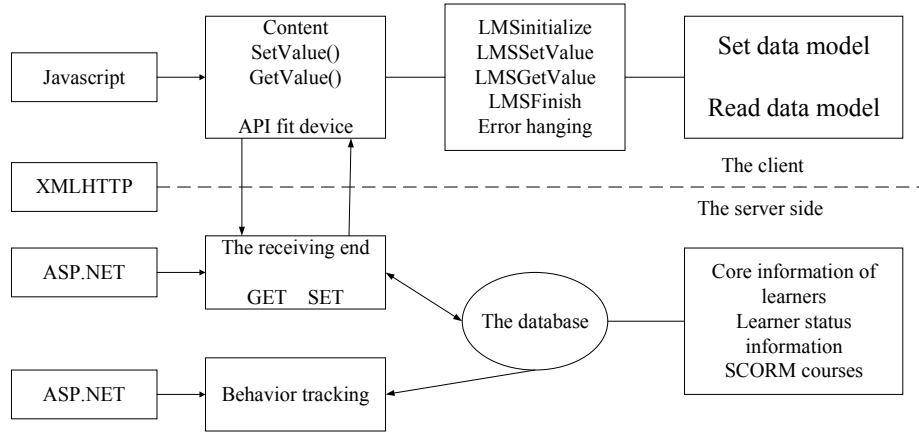 Javascript
Content
SetValue()
GetValue()
API fit device
LMSinitialize
LMSSetValue
LMSGetValue
LMSFinish
Error hanging
Set data model
Read data model
XMLHTTP
The client
The server side
ASP.NET
The receiving end
GET SET
The database
Core information of
learners
Learner status
information
SCORM courses
ASP.NET
Behavior tracking